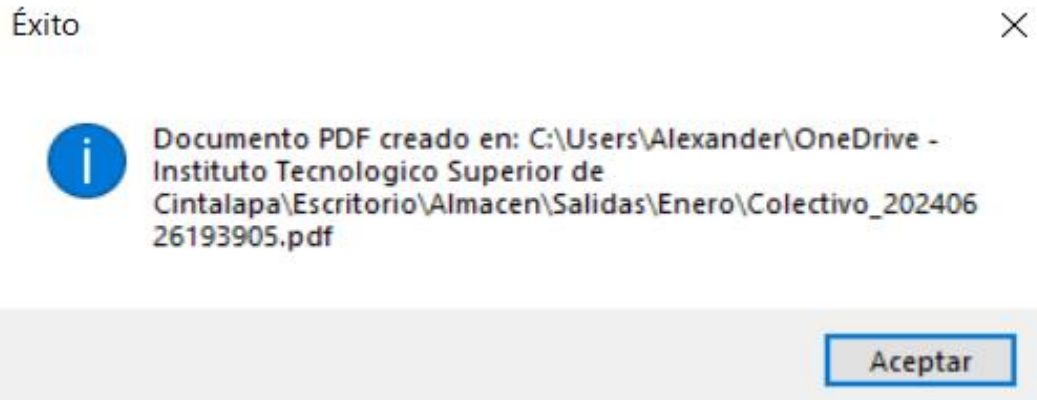 Éxito
Documento PDF creado en: C:\Users\Alexander\OneDrive -
Instituto Tecnologico Superior de
Cintalapa\Escritorio\Almacen\Salidas\Enero\Colectivo_202406
26193905.pdf
Aceptar